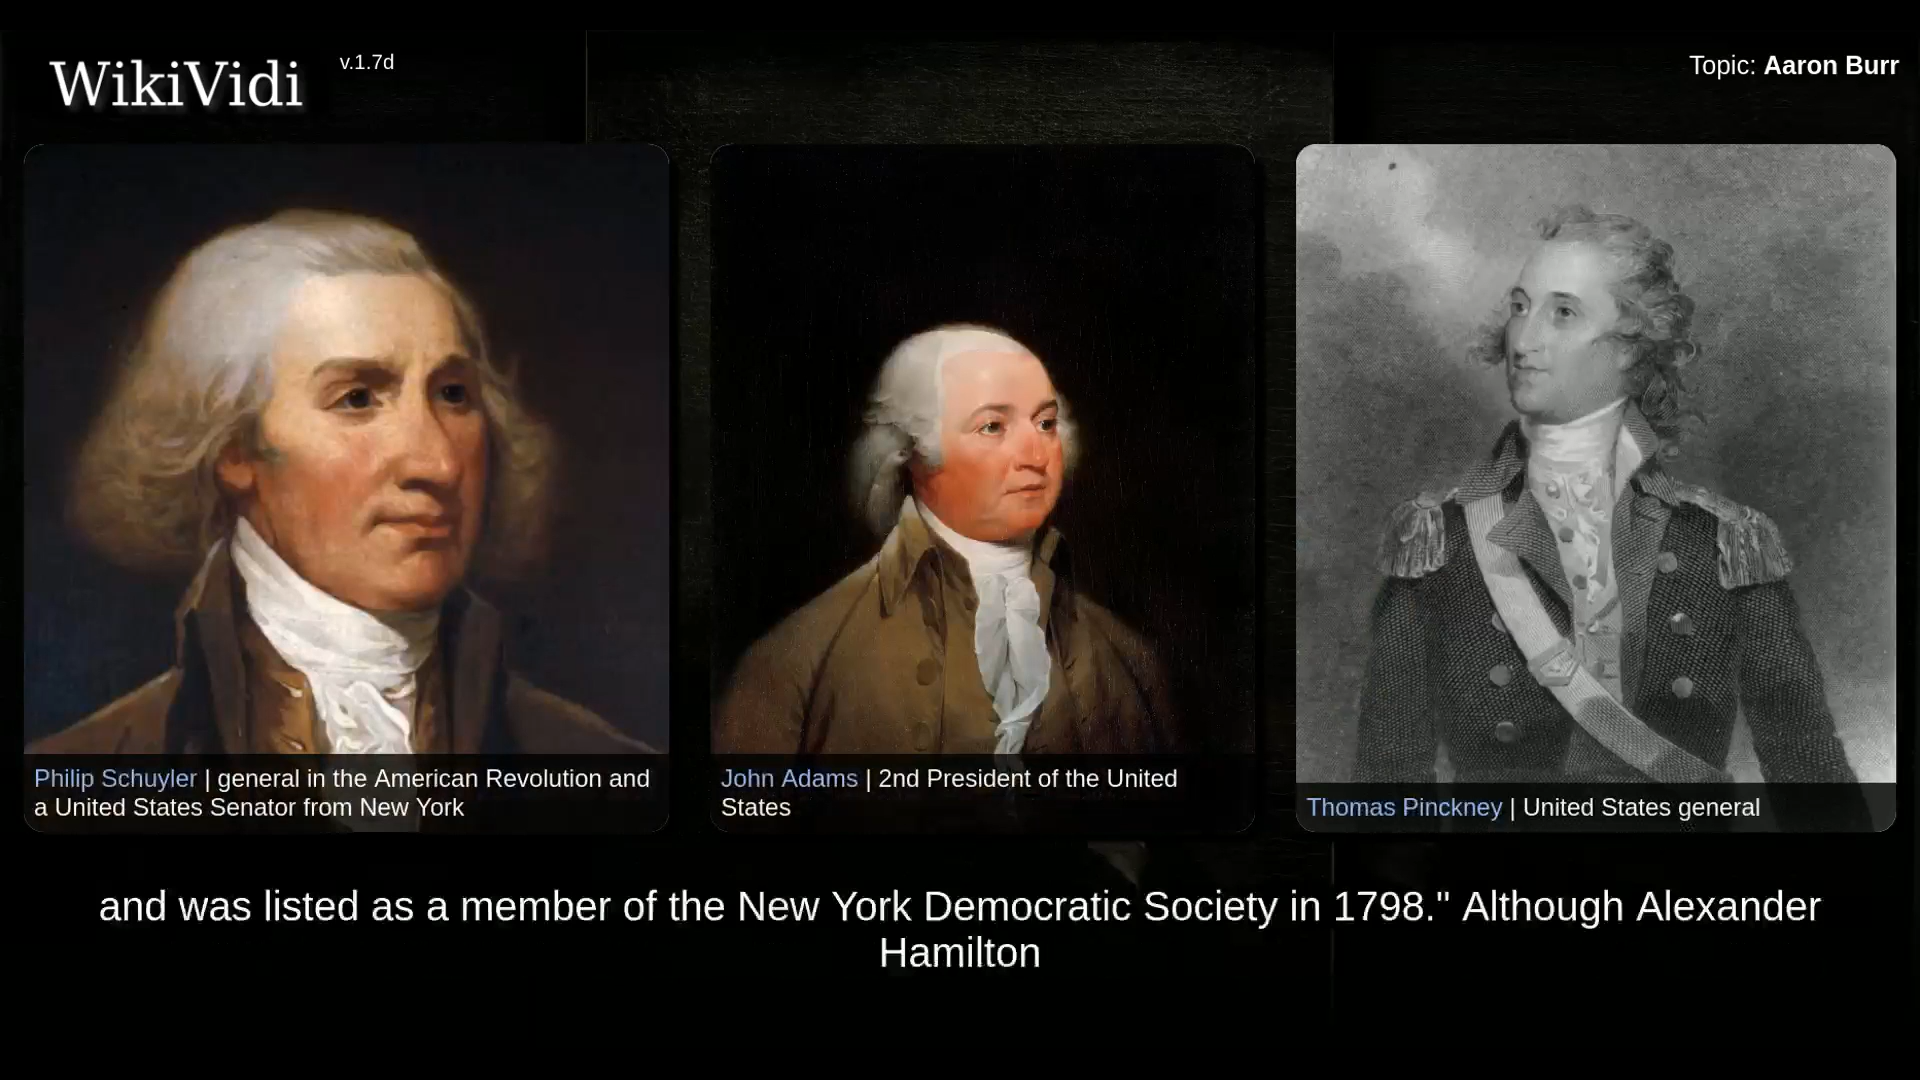 WikiVidi
v.1.7d
Topic: Aaron Burr
Philip Schuyler | general in the American Revolution and
a United States Senator from New York
John Adams | 2nd President of the United
States
Thomas Pinckney | United States general
and was listed as a member of the New York Democratic Society in 1798." Although Alexander
Hamilton